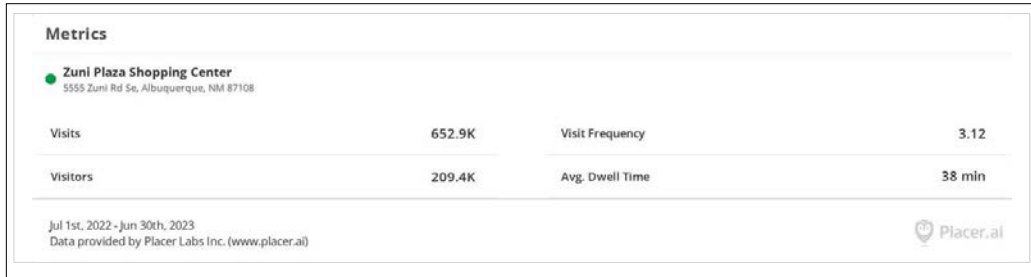 Metrics
Zuni Plaza Shopping Center
5555 Zuni Rd Se, Albuquerque, NM 87108
Visits 652.9K Visit Frequency 3.12
Visitors 209.4K Avg. Dwell Time 38 min
Jul 1st, 2022 - Jun 30th, 2023
Data provided by Placer Labs Inc. (www.placer.ai)
Placer.ai